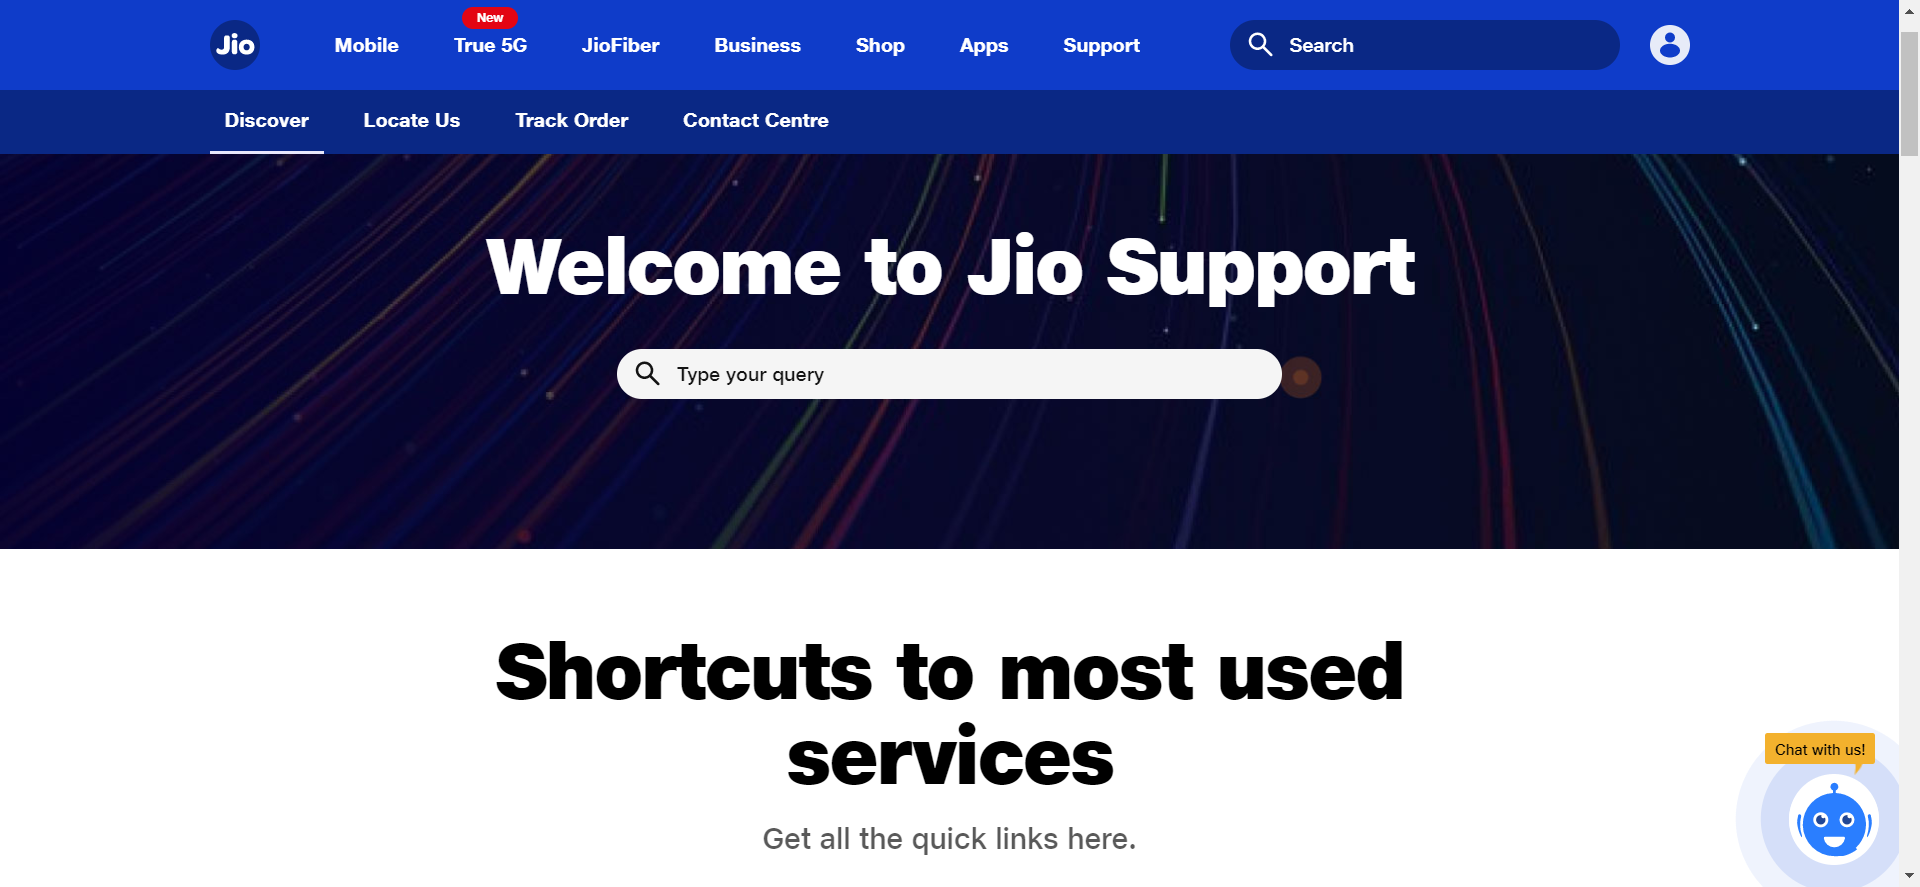 Jio
Mobile
New
True 5G
JioFiber
Business
Shop
Apps
Support
Search
Discover
Locate Us
Track Order
Contact Centre
Welcome to Jio Support
Type your query
Shortcuts to most used
services
Get all the quick links here.
Chat with us!